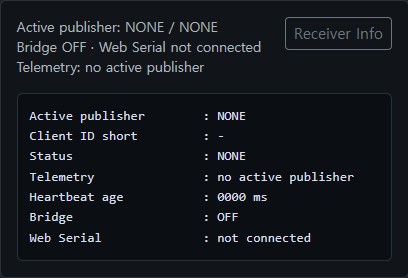 Active publisher: NONE / NONE
Receiver Info
Bridge OFF · Web Serial not connected
Telemetry: no active publisher
Active publisher : NONE
Client ID short : -
Status : NONE
Telemetry : no active publisher
Heartbeat age : 0000 ms
Bridge : OFF
Web Serial : not connected